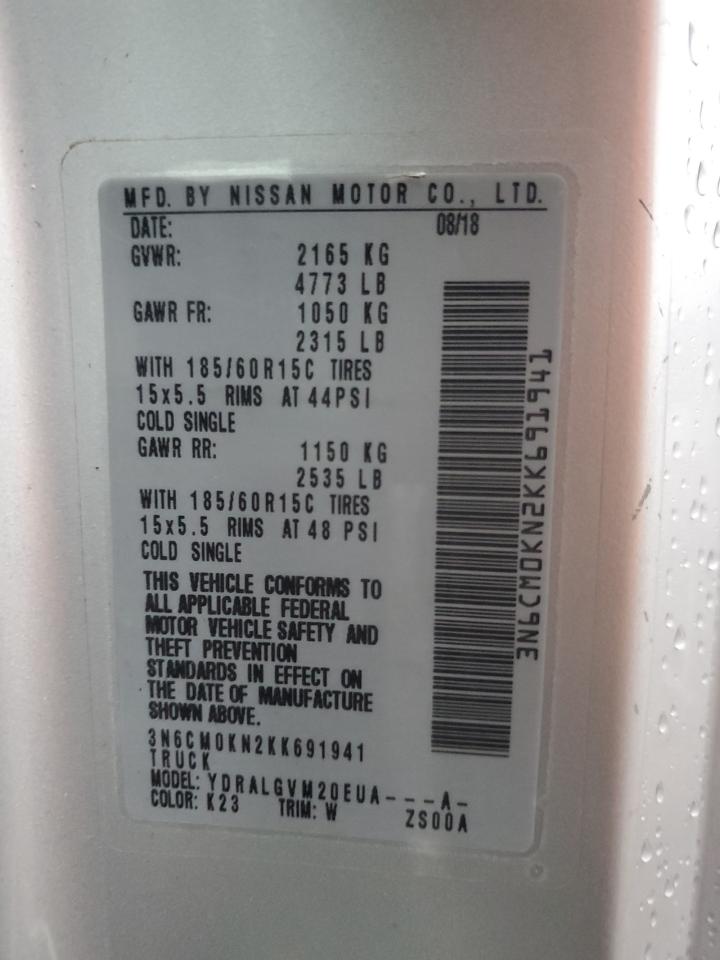 MFD. BY NISSAN MOTOR CO., LTD.
DATE: 08/18
GVWR: 2165 KG
4773 LB
GAWR FR: 1050 KG
2315 LB
WITH 185/60R15C TIRES
15x5.5 RIMS AT 44PSI
COLD SINGLE
GAWR RR: 1150 KG
2535 LB
WITH 185/60R15C TIRES
15x5.5 RIMS AT 48 PSI
COLD SINGLE
THIS VEHICLE CONFORMS TO
ALL APPLICABLE FEDERAL
MOTOR VEHICLE SAFETY AND
THEFT PREVENTION
STANDARDS IN EFFECT ON
THE DATE OF MANUFACTURE
SHOWN ABOVE.
3N6CM0KN2KK691941
TRUCK
MODEL: YDRALGVM20EUA---A-
COLOR: K23 TRIM: W ZS00A
3N6CM0KN2KK691941